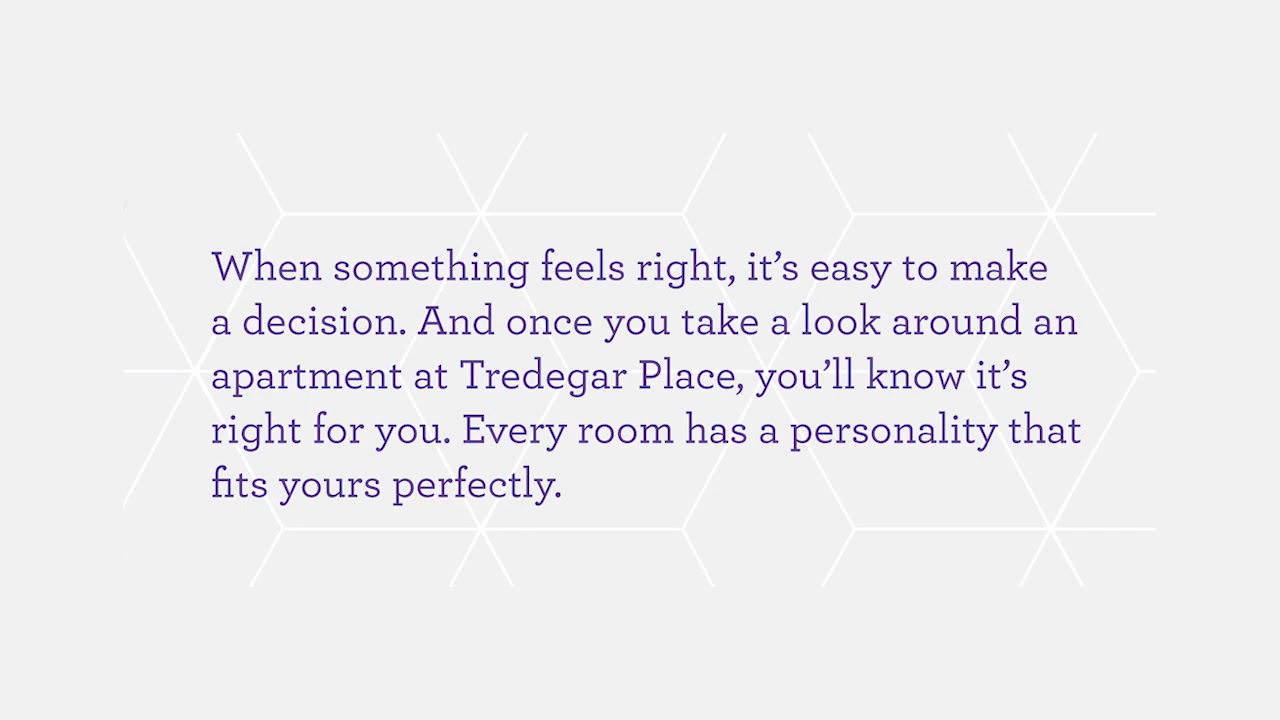 When something feels right, it’s easy to make
a decision. And once you take a look around an
apartment at Tredegar Place, you’ll know it’s
right for you. Every room has a personality that
fits yours perfectly.